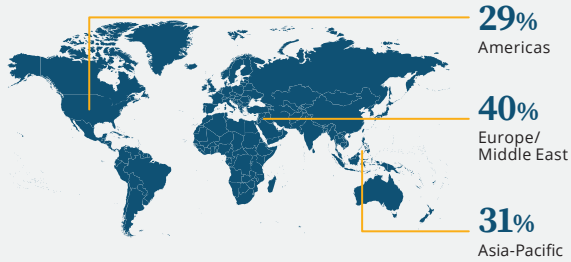 29%
Americas
40%
Europe/
Middle East
31%
Asia-Pacific